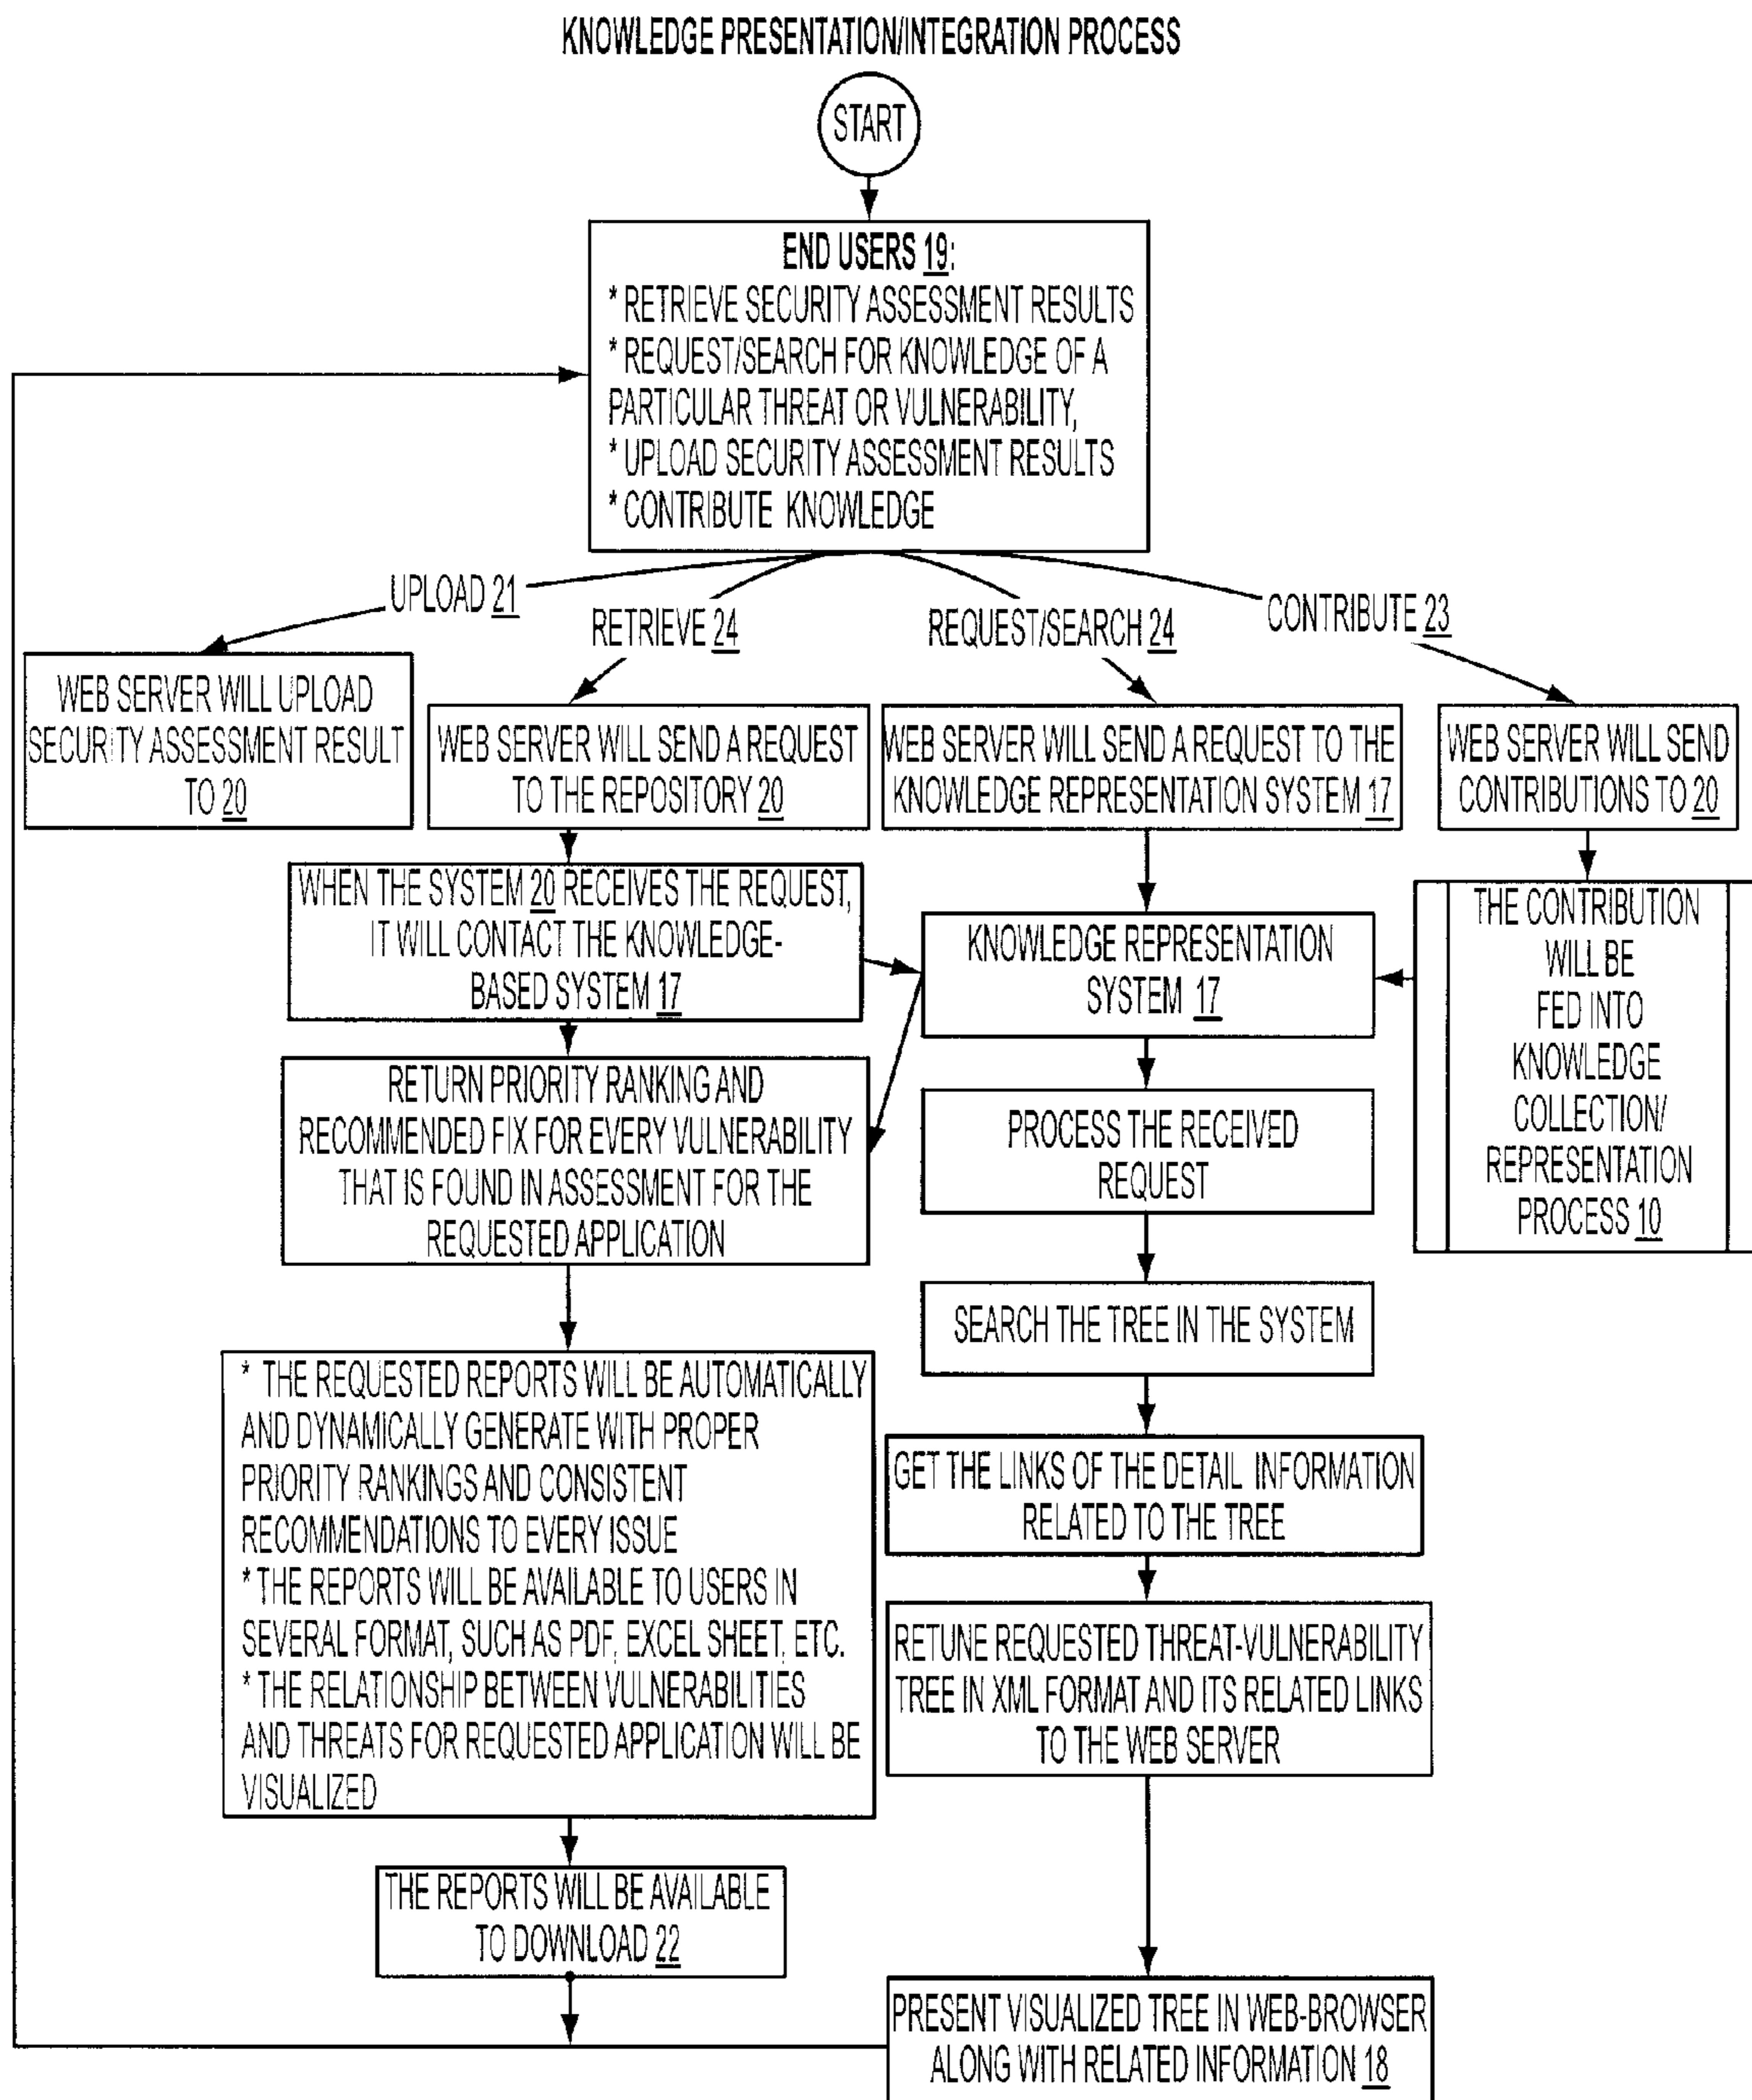 KNOWLEDGE PRESENTATION/INTEGRATION PROCESS
START
END USERS 19:
* RETRIEVE SECURITY ASSESSMENT RESULTS
* REQUEST/SEARCH FOR KNOWLEDGE OF A
PARTICULAR THREAT OR VULNERABILITY,
* UPLOAD SECURITY ASSESSMENT RESULTS
* CONTRIBUTE KNOWLEDGE
UPLOAD 21
RETRIEVE 24
REQUEST/SEARCH 24
CONTRIBUTE 23
WEB SERVER WILL UPLOAD
SECURITY ASSESSMENT RESULT
TO 20
WEB SERVER WILL SEND A REQUEST
TO THE REPOSITORY 20
WEB SERVER WILL SEND A REQUEST TO THE
KNOWLEDGE REPRESENTATION SYSTEM 17
WEB SERVER WILL SEND
CONTRIBUTIONS TO 20
WHEN THE SYSTEM 20 RECEIVES THE REQUEST,
IT WILL CONTACT THE KNOWLEDGE-
BASED SYSTEM 17
KNOWLEDGE REPRESENTATION
SYSTEM 17
THE CONTRIBUTION
WILL BE
FED INTO
KNOWLEDGE
COLLECTION/
REPRESENTATION
PROCESS 10
RETURN PRIORITY RANKING AND
RECOMMENDED FIX FOR EVERY VULNERABILITY
THAT IS FOUND IN ASSESSMENT FOR THE
REQUESTED APPLICATION
PROCESS THE RECEIVED
REQUEST
SEARCH THE TREE IN THE SYSTEM
* THE REQUESTED REPORTS WILL BE AUTOMATICALLY
AND DYNAMICALLY GENERATE WITH PROPER
PRIORITY RANKINGS AND CONSISTENT
RECOMMENDATIONS TO EVERY ISSUE
* THE REPORTS WILL BE AVAILABLE TO USERS IN
SEVERAL FORMAT, SUCH AS PDF, EXCEL SHEET, ETC.
* THE RELATIONSHIP BETWEEN VULNERABILITIES
AND THREATS FOR REQUESTED APPLICATION WILL BE
VISUALIZED
GET THE LINKS OF THE DETAIL INFORMATION
RELATED TO THE TREE
RETUNE REQUESTED THREAT-VULNERABILITY
TREE IN XML FORMAT AND ITS RELATED LINKS
TO THE WEB SERVER
THE REPORTS WILL BE AVAILABLE
TO DOWNLOAD 22
PRESENT VISUALIZED TREE IN WEB-BROWSER
ALONG WITH RELATED INFORMATION 18